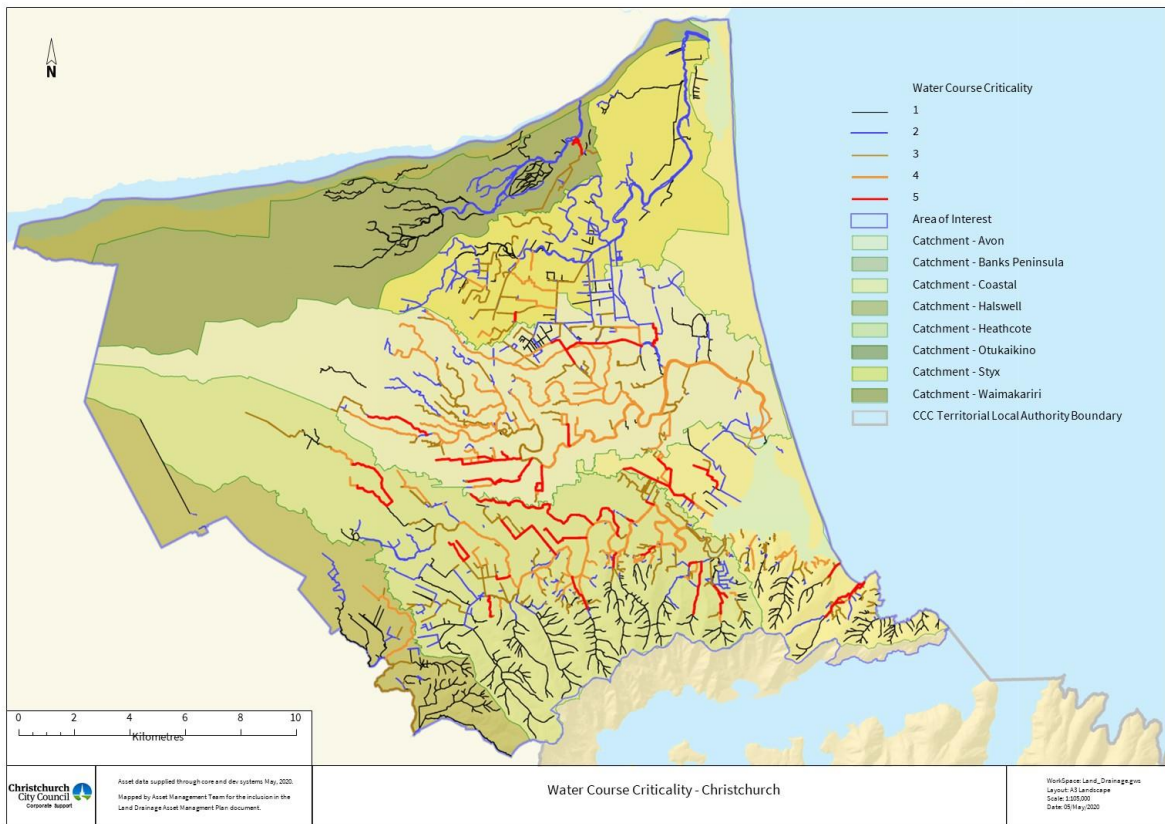 N
Water Course Criticality
1
2
3
4
5
Area of Interest
Catchment - Avon
Catchment - Banks Peninsula
Catchment - Coastal
Catchment - Halswell
Catchment - Heathcote
Catchment - Otukaikino
Catchment - Styx
Catchment - Waimakariri
CCC Territorial Local Authority Boundary
0 2 4 6 8 10
Kilometres
Christchurch
City Council
Corporate Support
Asset data supplied through core and dev systems May, 2020.
Mapped by Asset Management Team for the inclusion in the
Land Drainage Asset Managment Plan document.
Water Course Criticality - Christchurch
WorkSpace: Land_Drainage.gws
Layout: A3 Landscape
Scale: 1:105,000
Date: 05/May/2020